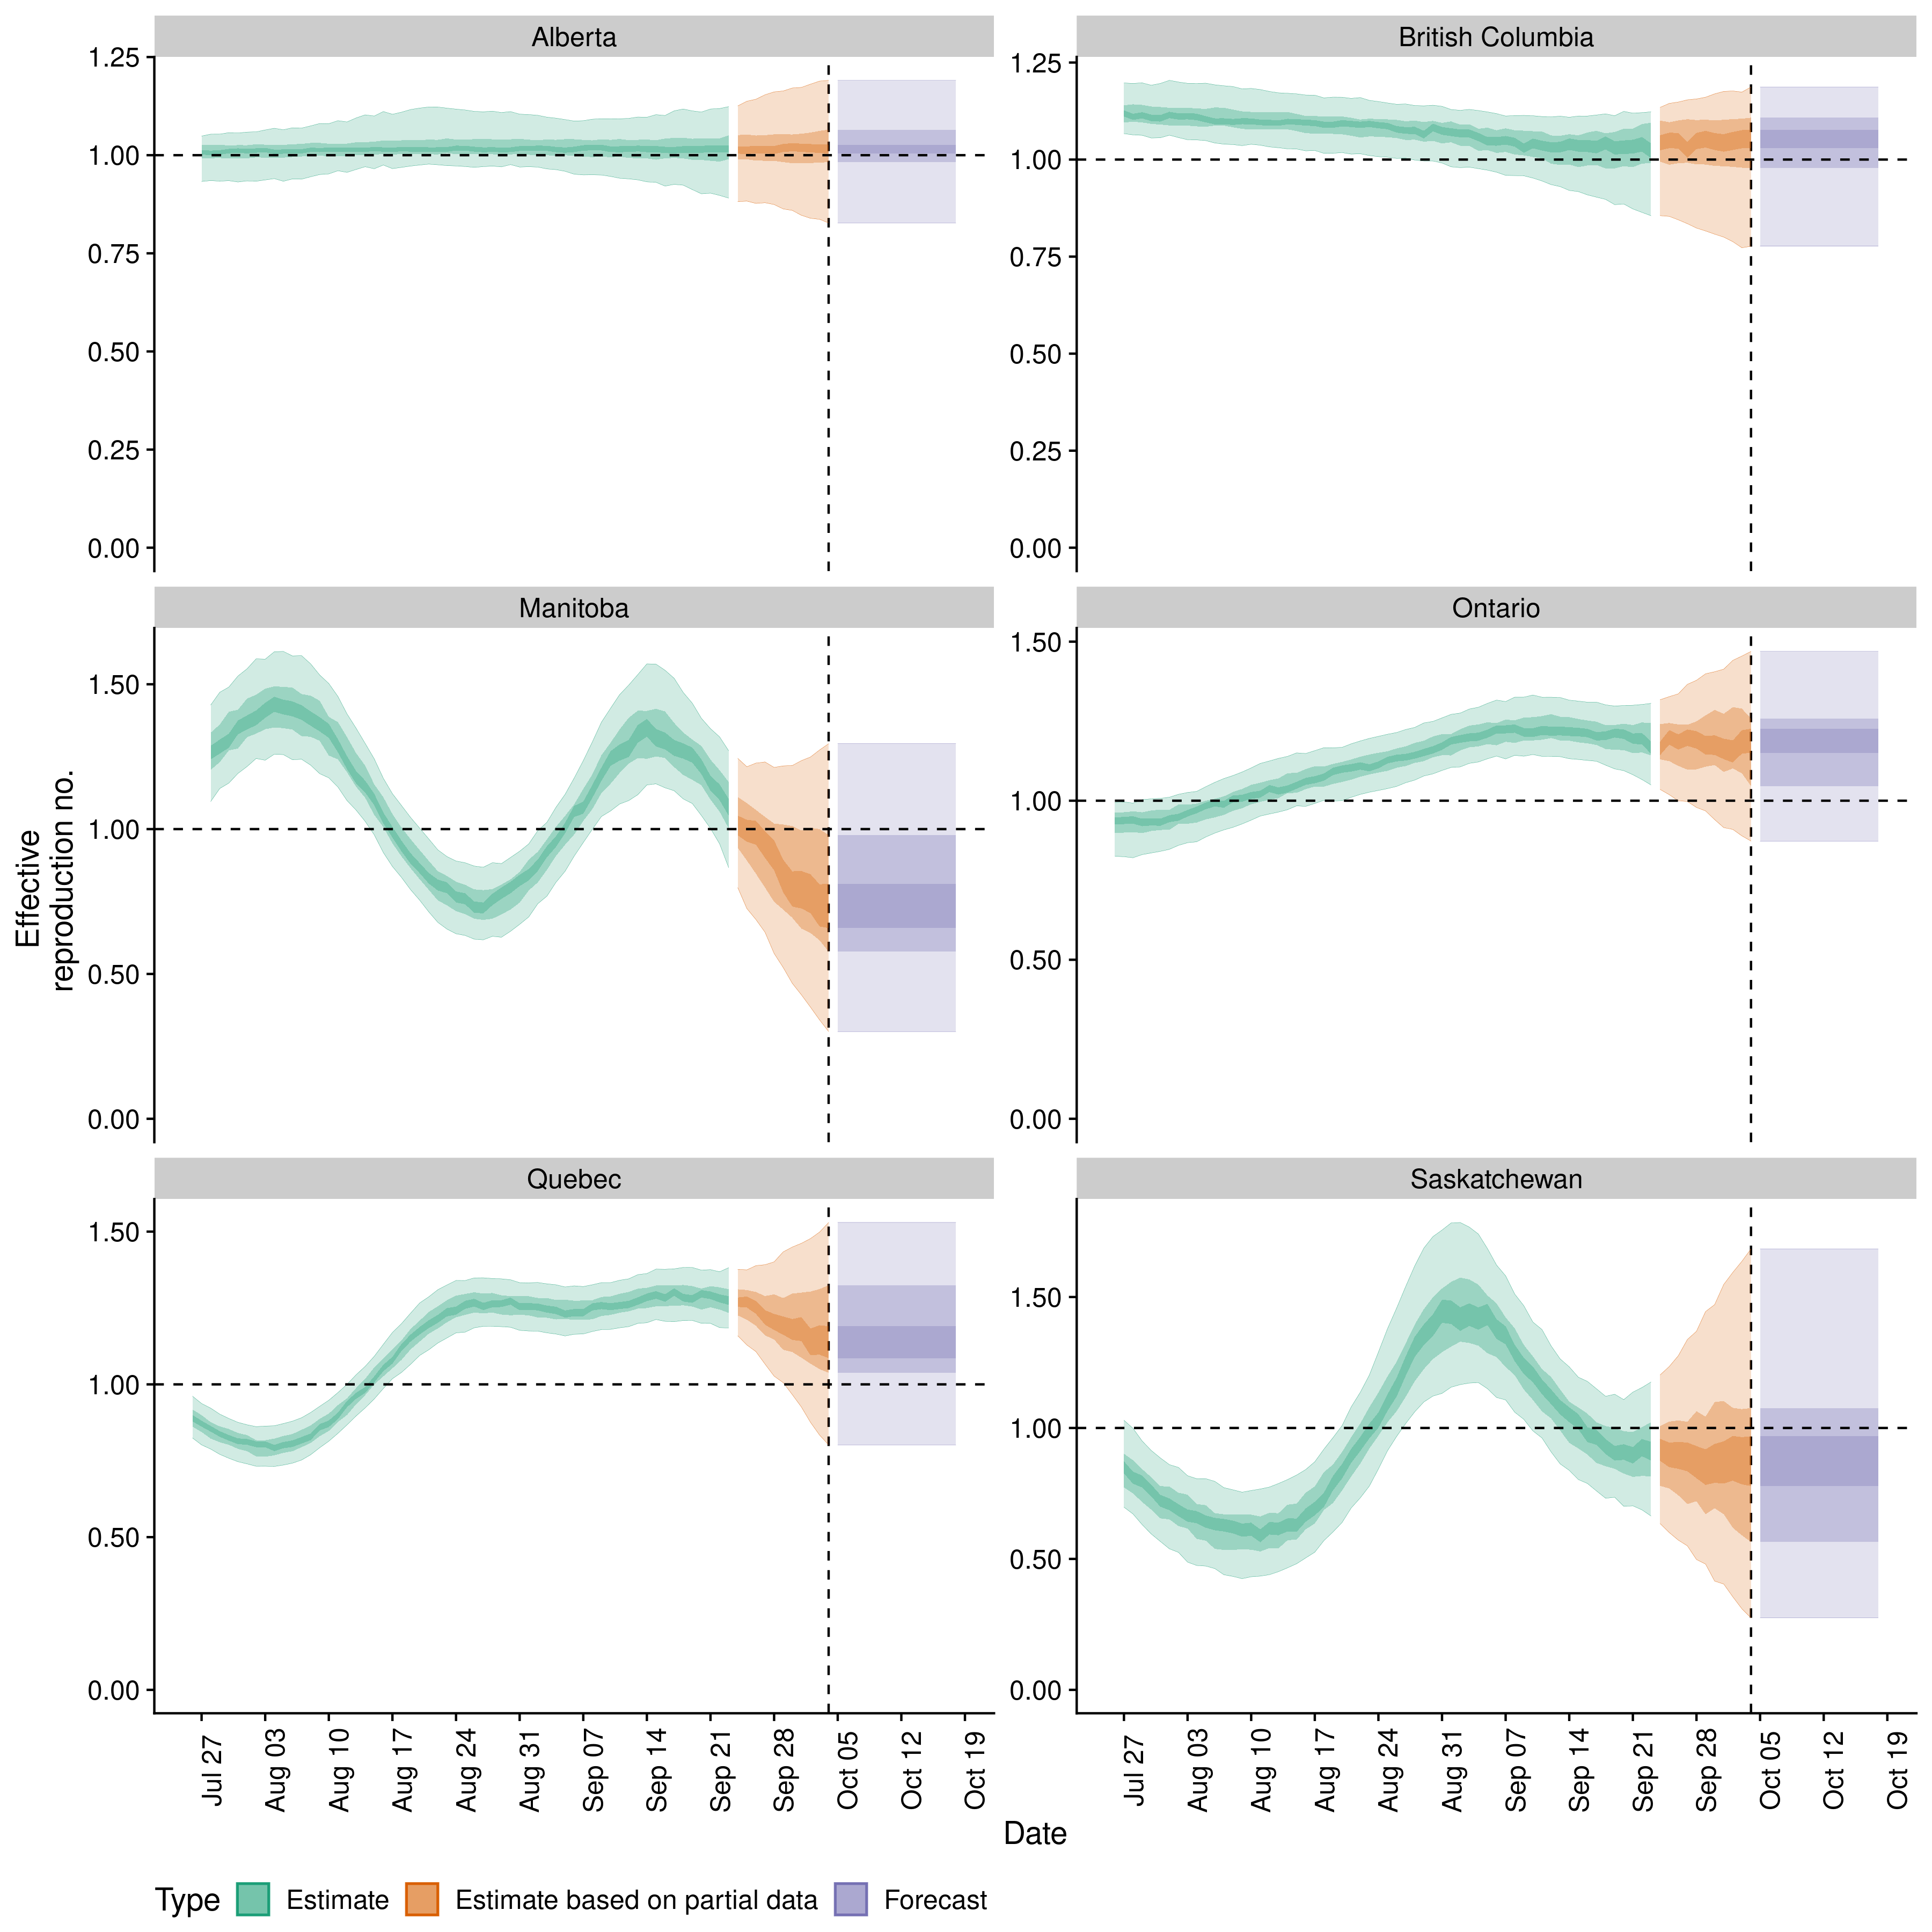 Effective
reproduction no.
Alberta
1.25
1.00
0.75
0.50
0.25
0.00
British Columbia
1.25
1.00
0.75
0.50
0.25
0.00
Manitoba
1.50
1.00
0.50
0.00
Ontario
1.50
1.00
0.50
0.00
Quebec
1.50
1.00
0.50
0.00
Saskatchewan
1.50
1.00
0.50
0.00
Jul 27
Aug 03
Aug 10
Aug 17
Aug 24
Aug 31
Sep 07
Sep 14
Sep 21
Sep 28
Oct 05
Oct 12
Oct 19
Jul 27
Aug 03
Aug 10
Aug 17
Aug 24
Aug 31
Sep 07
Sep 14
Sep 21
Sep 28
Oct 05
Oct 12
Oct 19
Date
Type Estimate Estimate based on partial data Forecast